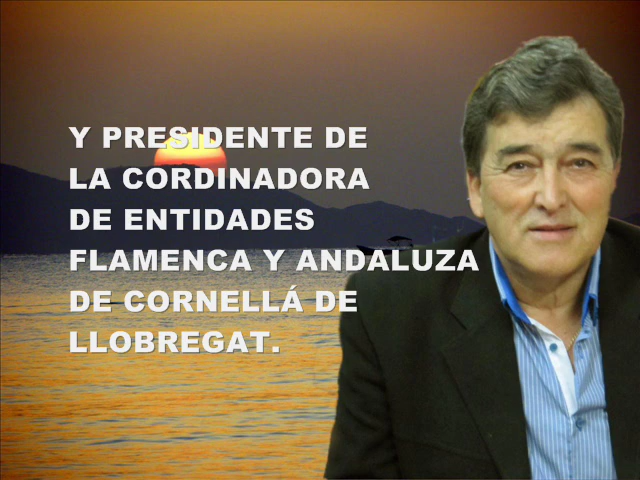 Y PRESIDENTE DE
LA CORDINADORA
DE ENTIDADES
FLAMENCA Y ANDALUZA
DE CORNELLÁ DE
LLOBREGAT.